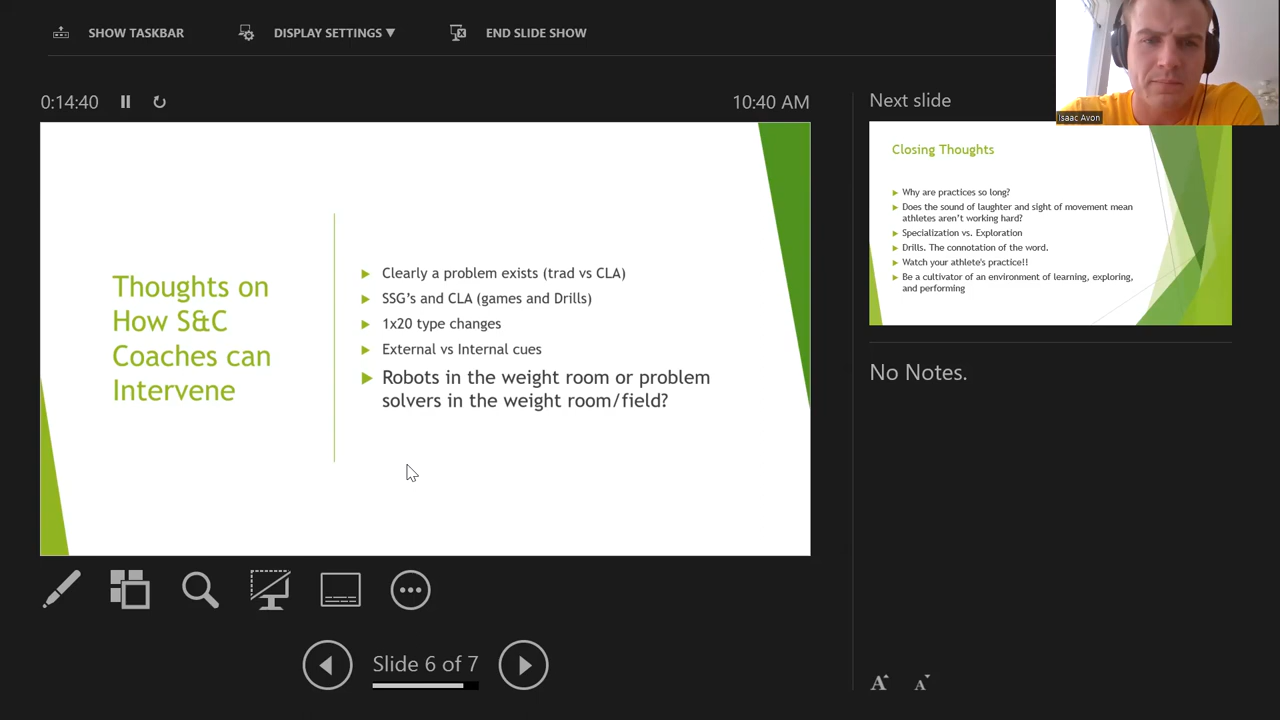 SHOW TASKBAR
DISPLAY SETTINGS ▼
END SLIDE SHOW
Isaac Avon
0:14:40
10:40 AM
Thoughts on
How S&C
Coaches can
Intervene
Clearly a problem exists (trad vs CLA)
SSG's and CLA (games and Drills)
1x20 type changes
External vs Internal cues
Robots in the weight room or problem
solvers in the weight room/field?
Next slide
Closing Thoughts
Why are practices so long?
Does the sound of laughter and sight of movement mean
athletes aren't working hard?
Specialization vs. Exploration
Drills. The connotation of the word.
Watch your athlete's practice!!
Be a cultivator of an environment of learning, exploring,
and performing
No Notes.
Slide 6 of 7
A A